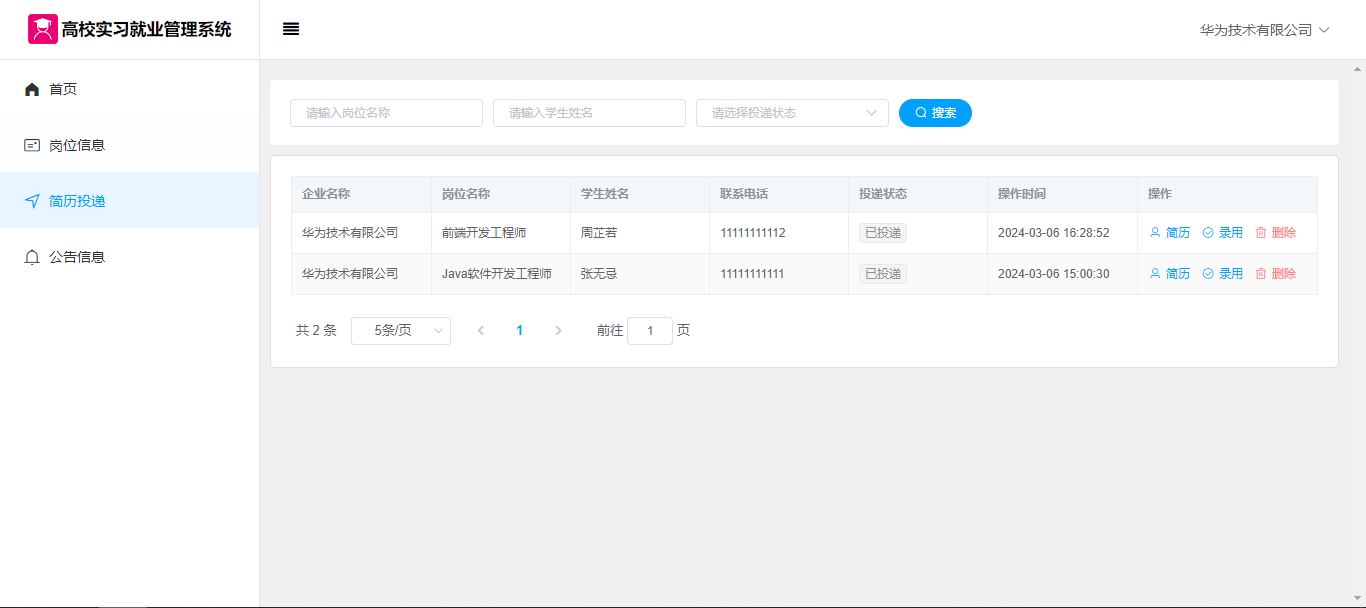 高校实习就业管理系统
华为技术有限公司
首页
岗位信息
简历投递
公告信息
请输入岗位名称 请输入学生姓名 请选择投递状态 搜索
企业名称 岗位名称 学生姓名 联系电话 投递状态 操作时间 操作
华为技术有限公司 前端开发工程师 周芷若 11111111112 已投递 2024-03-06 16:28:52 简历 录用 删除
华为技术有限公司 Java软件开发工程师 张无忌 11111111111 已投递 2024-03-06 15:00:30 简历 录用 删除
共 2 条 5条/页 1 前往 1 页